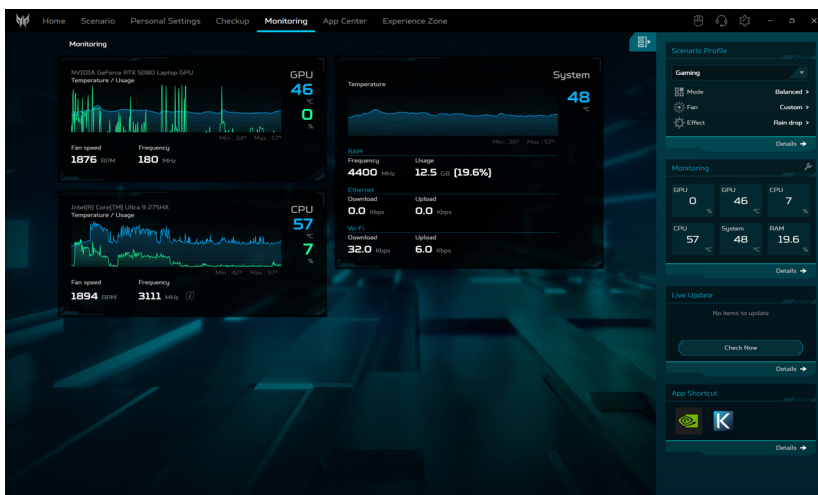 Home Scenario Personal Settings Checkup Monitoring App Center Experience Zone
Monitoring
NVIDIA GeForce RTX 5080 Laptop GPU
Temperature / Usage
GPU
46
°C
0
%
Min : 34° Max : 57°
Fan speed Frequency
1876 RPM 180 MHz
Intel(R) Core(TM) Ultra 9 275HX
Temperature / Usage
CPU
57
°C
7
%
Min : 42° Max : 97°
Fan speed Frequency
1894 RPM 3111 MHz i
System
Temperature
48
°C
Min : 36° Max : 57°
RAM
Frequency Usage
4400 MHz 12.5 GB (19.6%)
Ethernet
Download Upload
0.0 Kbps 0.0 Kbps
Wi-Fi
Download Upload
32.0 Kbps 6.0 Kbps
Scenario Profile
Gaming
Mode Balanced >
Fan Custom >
Effect Rain drop >
Details →
Monitoring
GPU GPU CPU
0 % 46 °C 7 %
CPU System RAM
57 °C 48 °C 19.6 %
Details →
Live Update
No items to update
Check Now
Details →
App Shortcut
K
Details →